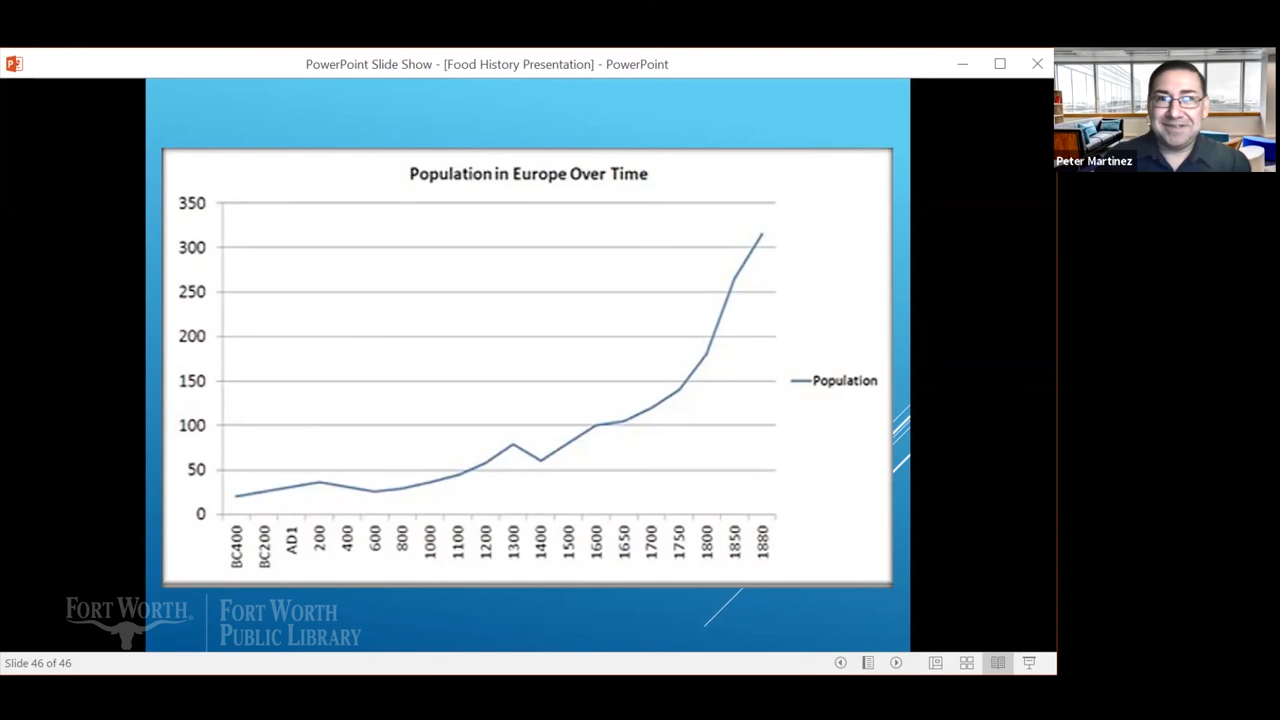 PowerPoint Slide Show - [Food History Presentation] - PowerPoint
Peter Martinez
Population in Europe Over Time
350
300
250
200
150
100
50
0
Population
BC400
BC200
AD1
200
400
600
800
1000
1100
1200
1300
1400
1500
1600
1650
1700
1750
1800
1850
1880
FORT WORTH®
FORT WORTH
PUBLIC LIBRARY
Slide 46 of 46